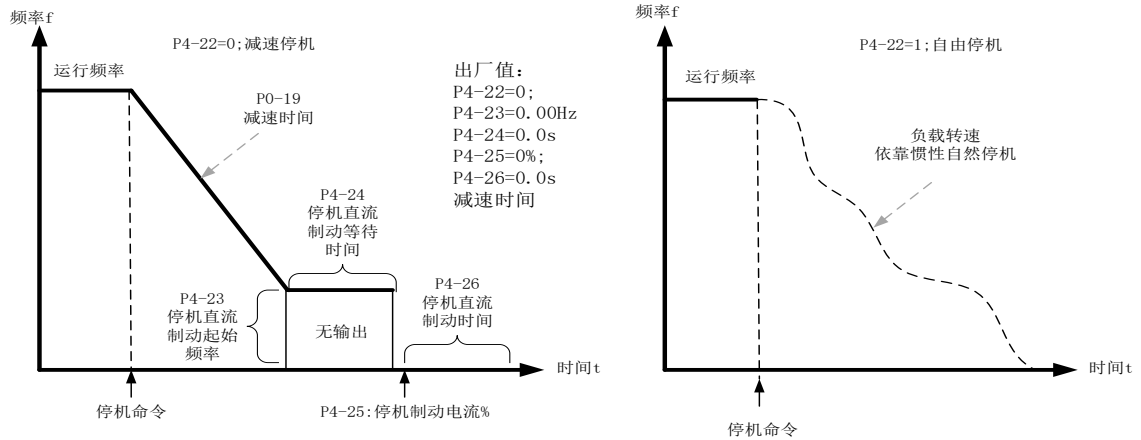 频率f
P4-22=0;减速停机
运行频率
P0-19
减速时间
出厂值：
P4-22=0;
P4-23=0.00Hz
P4-24=0.0s
P4-25=0%;
P4-26=0.0s
减速时间
P4-24
停机直流
制动等待
时间
P4-23
停机直流
制动起始
频率
无输出
P4-26
停机直流
制动时间
时间t
停机命令
P4-25:停机制动电流%
频率f
P4-22=1;自由停机
运行频率
负载转速
依靠惯性自然停机
时间t
停机命令